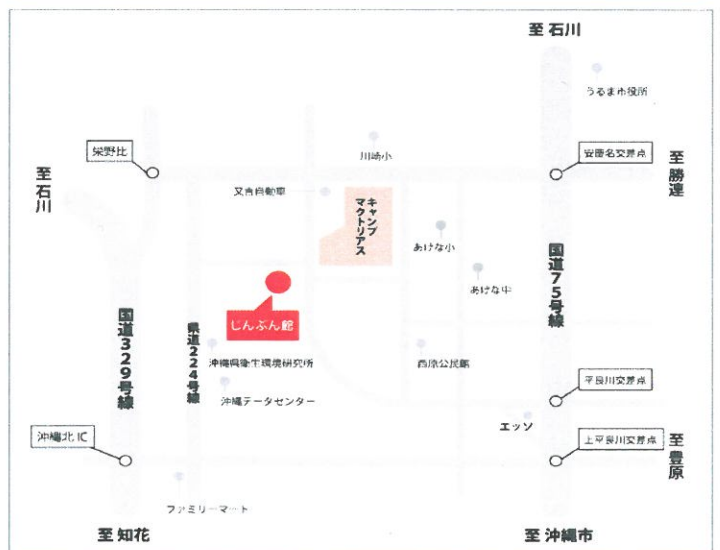 至 石川
うるま市役所
川崎小
栄野比
安慶名交差点
至勝連
至石川
又吉自動車
キャンプ
マクトリアス
あげな小
あげな中
国道75号線
じんぶん館
国道329号線
県道224号線
沖縄県衛生環境研究所
西原公民館
沖縄データセンター
平良川交差点
エッソ
沖縄北IC
上平良川交差点
至豊原
ファミリーマート
至 知花
至 沖縄市